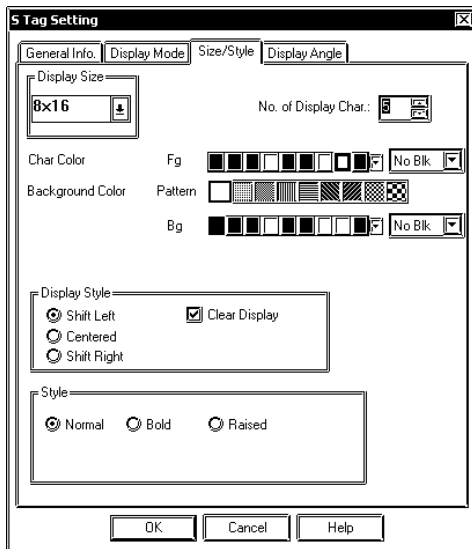 S Tag Setting
General Info. Display Mode Size/Style Display Angle
Display Size
8×16
No. of Display Char.: 5
Char Color Fg No Blk
Background Color Pattern
Bg No Blk
Display Style
Shift Left Clear Display
Centered
Shift Right
Style
Normal Bold Raised
OK Cancel Help